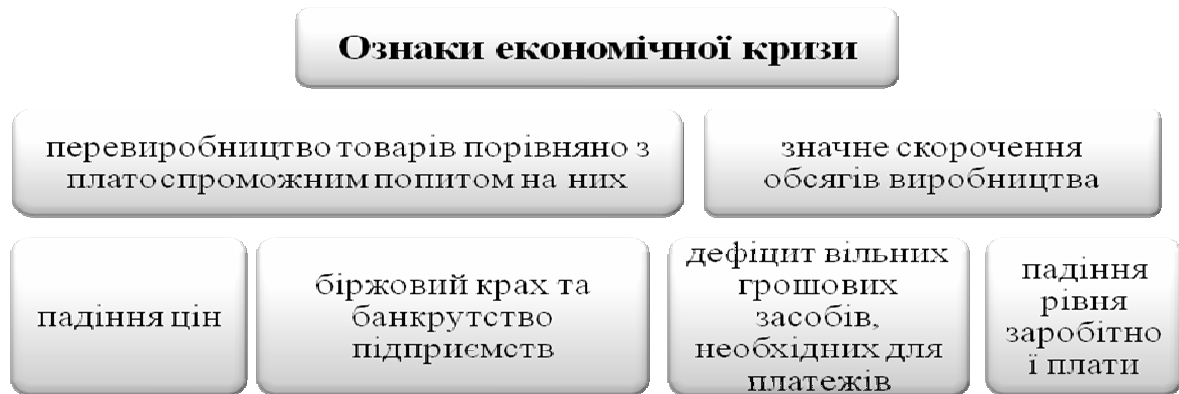 Ознаки економічної кризи
перевиробництво товарів порівняно з
платоспроможним попитом на них
значне скорочення
обсягів виробництва
падіння цін
біржовий крах та
банкрутство
підприємств
дефіцит вільних
грошових
засобів,
необхідних для
платежів
падіння
рівня
заробітно
ї плати